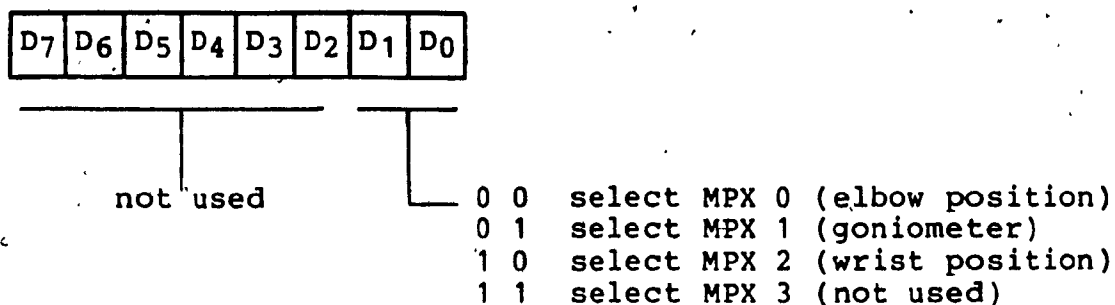 D7 D6 D5 D4 D3 D2 D1 D0
not used
0 0 select MPX 0 (elbow position)
0 1 select MPX 1 (goniometer)
1 0 select MPX 2 (wrist position)
1 1 select MPX 3 (not used)